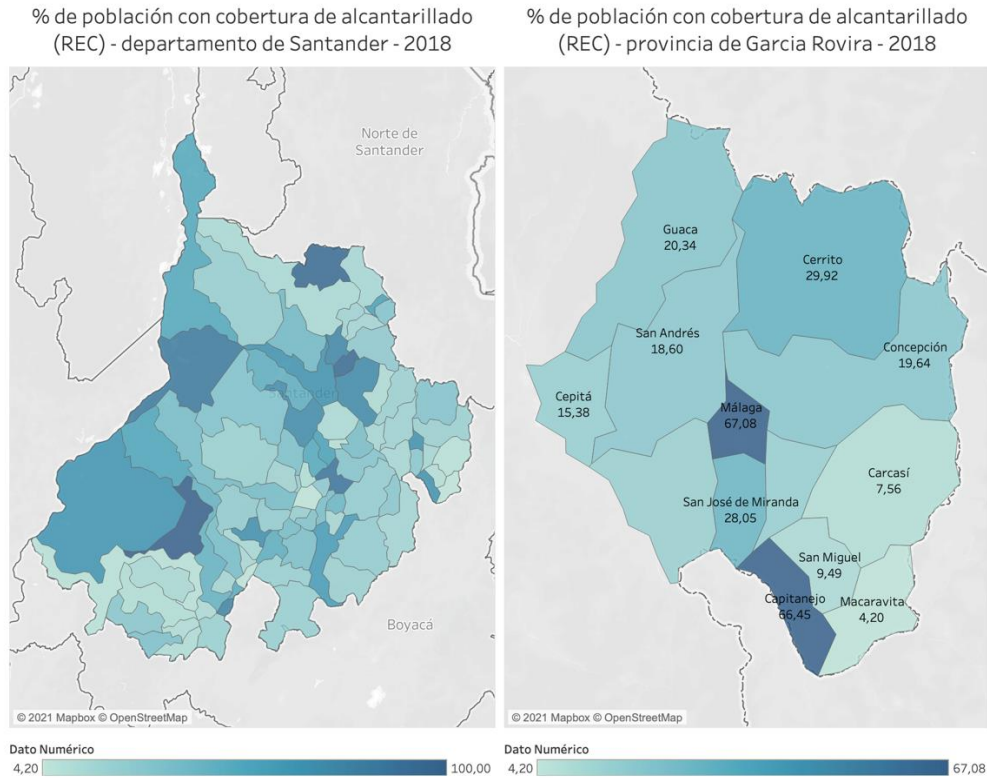 % de población con cobertura de alcantarillado
(REC) - departamento de Santander - 2018
Norte de
Santander
Santander
Boyacá
© 2021 Mapbox © OpenStreetMap
Dato Numérico
4,20
100,00
% de población con cobertura de alcantarillado
(REC) - provincia de Garcia Rovira - 2018
Guaca
20,34
Cerrito
29,92
San Andrés
18,60
Concepción
19,64
Cepitá
15,38
Málaga
67,08
Carcasí
7,56
San José de Miranda
28,05
San Miguel
9,49
Capitanejo
66,45
Macaravita
4,20
© 2021 Mapbox © OpenStreetMap
Dato Numérico
4,20
67,08